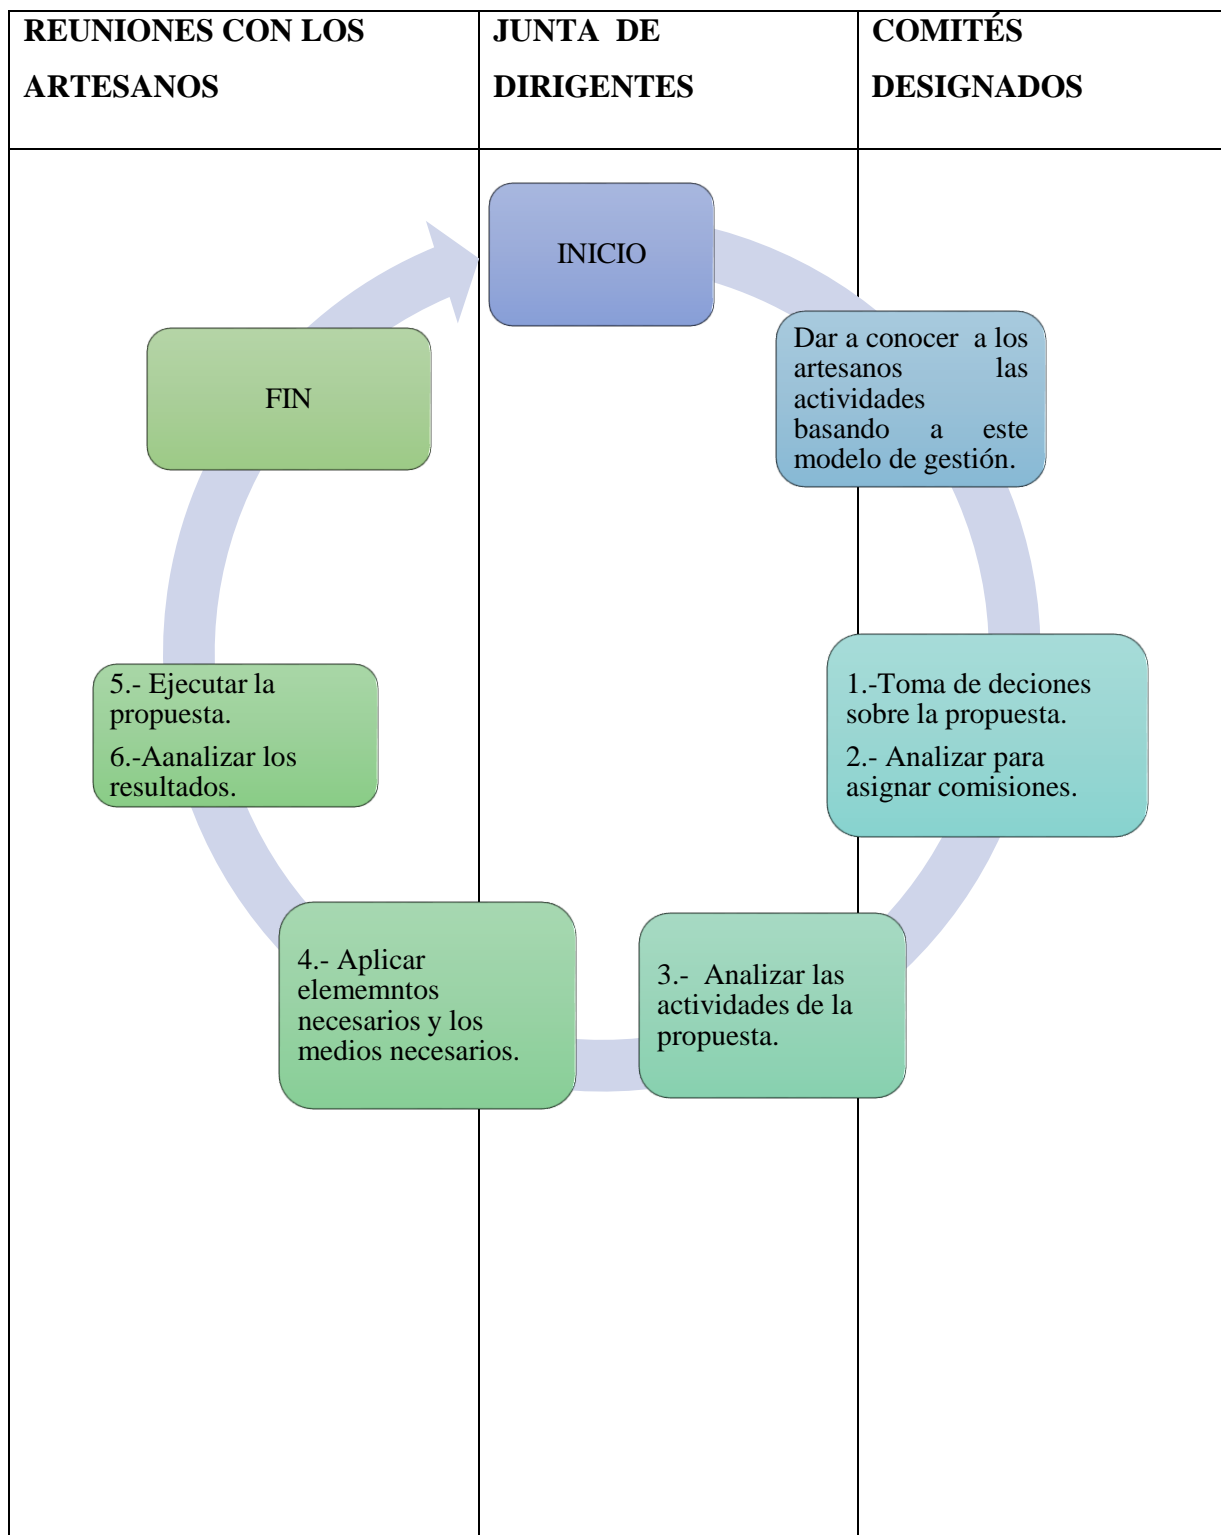 REUNIONES CON LOS
ARTESANOS
JUNTA DE
DIRIGENTES
COMITÉS
DESIGNADOS
INICIO
Dar a conocer a los
artesanos las
actividades
basando a este
modelo de gestión.
1.-Toma de deciones
sobre la propuesta.
2.- Analizar para
asignar comisiones.
3.- Analizar las
actividades de la
propuesta.
4.- Aplicar
elememntos
necesarios y los
medios necesarios.
5.- Ejecutar la
propuesta.
6.-Aanalizar los
resultados.
FIN